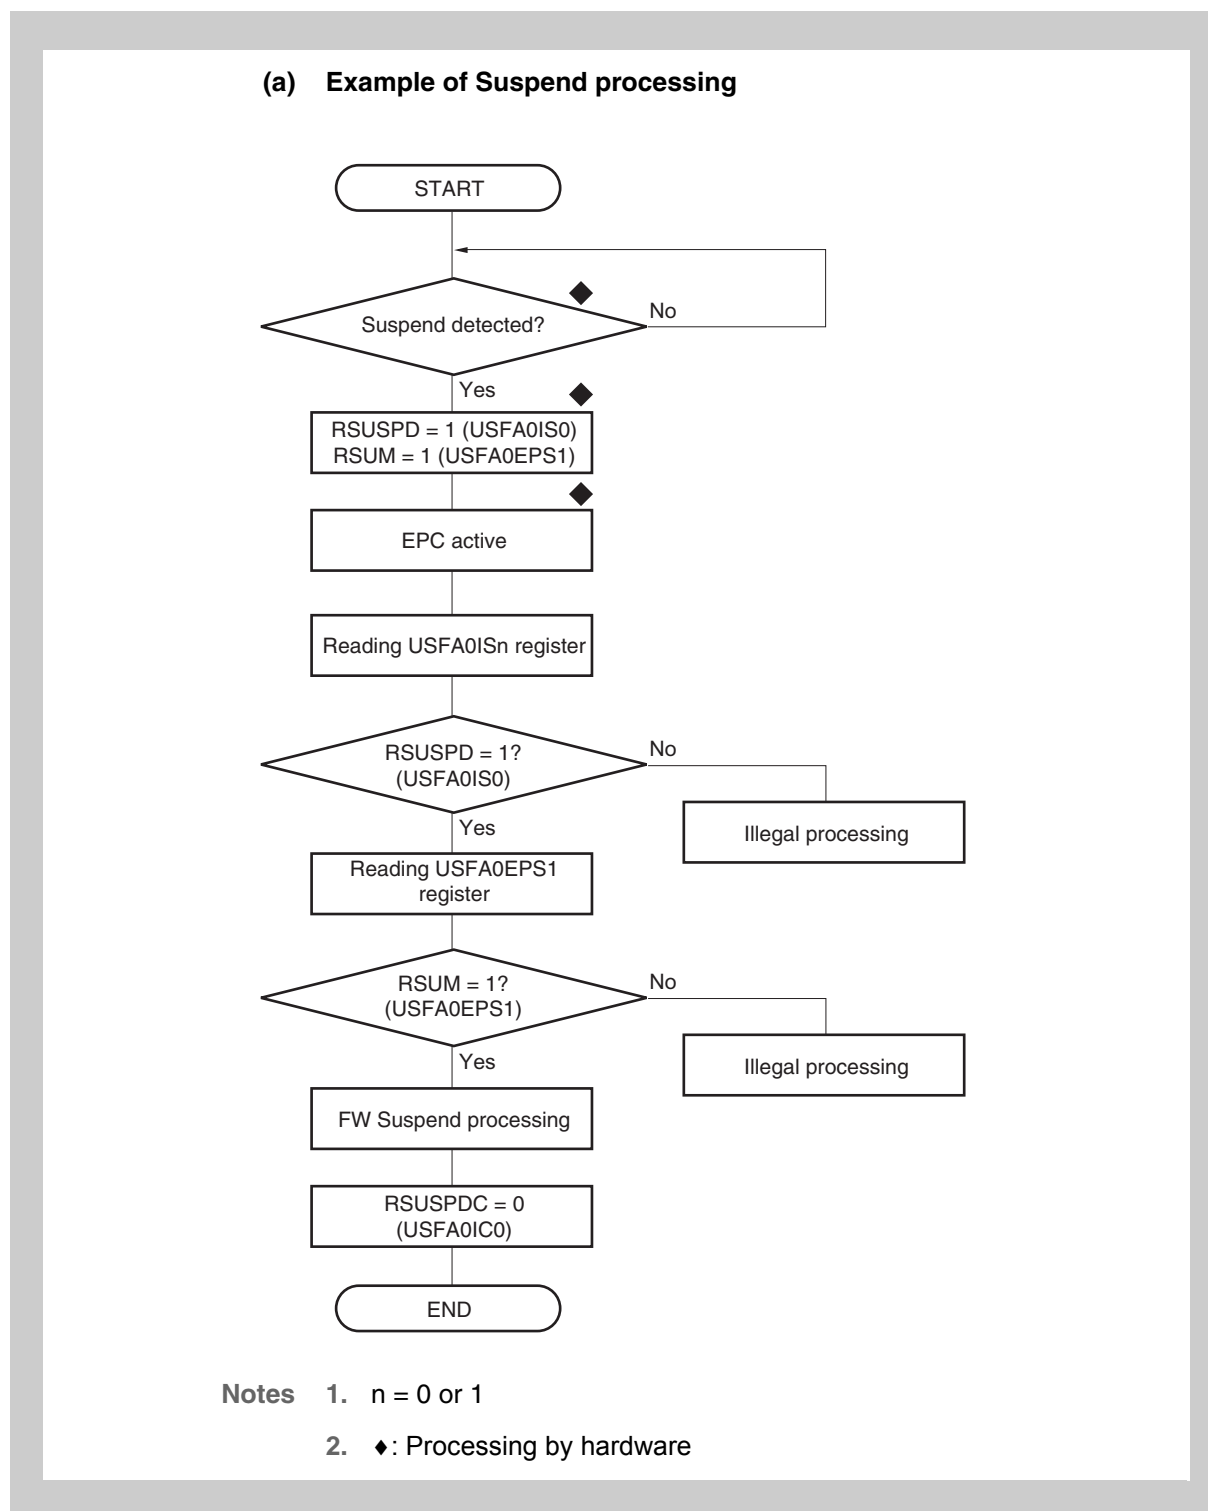 (a) Example of Suspend processing
START
Suspend detected?
No
Yes
RSUSPD = 1 (USFA0IS0)
RSUM = 1 (USFA0EPS1)
EPC active
Reading USFA0ISn register
RSUSPD = 1?
(USFA0IS0)
No
Yes
Illegal processing
Reading USFA0EPS1
register
RSUM = 1?
(USFA0EPS1)
No
Yes
Illegal processing
FW Suspend processing
RSUSPDC = 0
(USFA0IC0)
END
Notes 1. n = 0 or 1
2. ♦: Processing by hardware